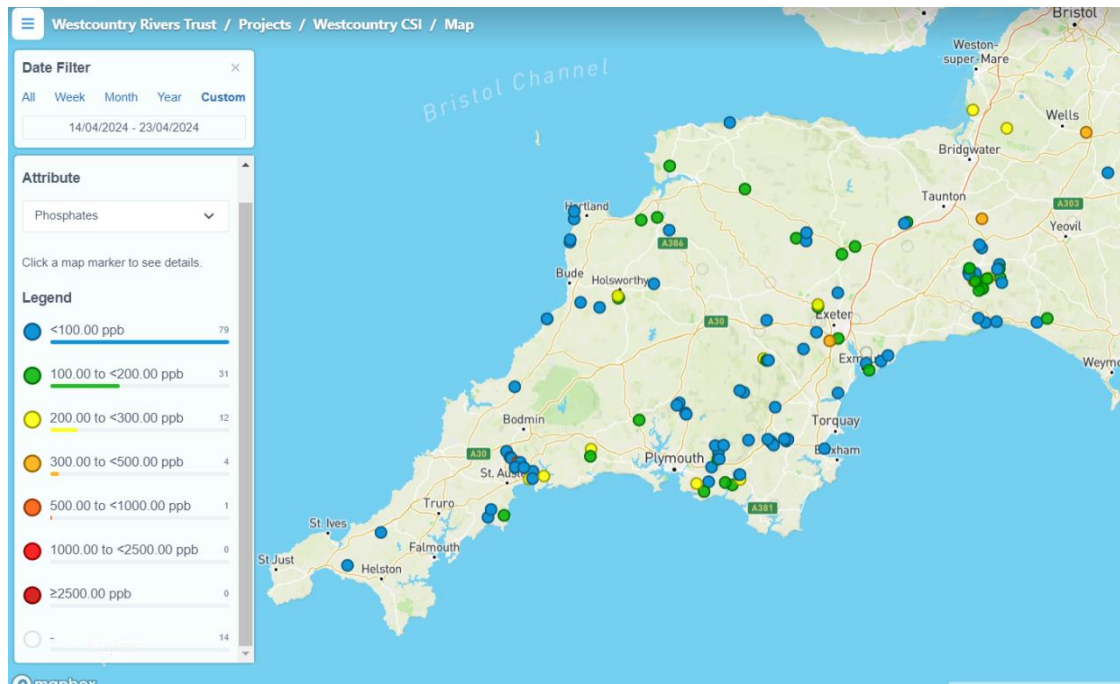 Westcountry Rivers Trust / Projects / Westcountry CSI / Map
Date Filter ×
All Week Month Year Custom
14/04/2024 - 23/04/2024
Attribute
Phosphates
Click a map marker to see details.
Legend
<100.00 ppb 79
100.00 to <200.00 ppb 31
200.00 to <300.00 ppb 12
300.00 to <500.00 ppb 4
500.00 to <1000.00 ppb 1
1000.00 to <2500.00 ppb 0
≥2500.00 ppb 0
- 14
mapbox
Bristol Channel
Bristol
Weston-
super-Mare
Wells
Bridgwater
Taunton
A303
Yeovil
Hartland
A386
Bude
Holsworthy
A30
Exeter
Weym
Bodmin
Torquay
A30
Plymouth
A381
Truro
St. Ives
Falmouth
St Just
Helston